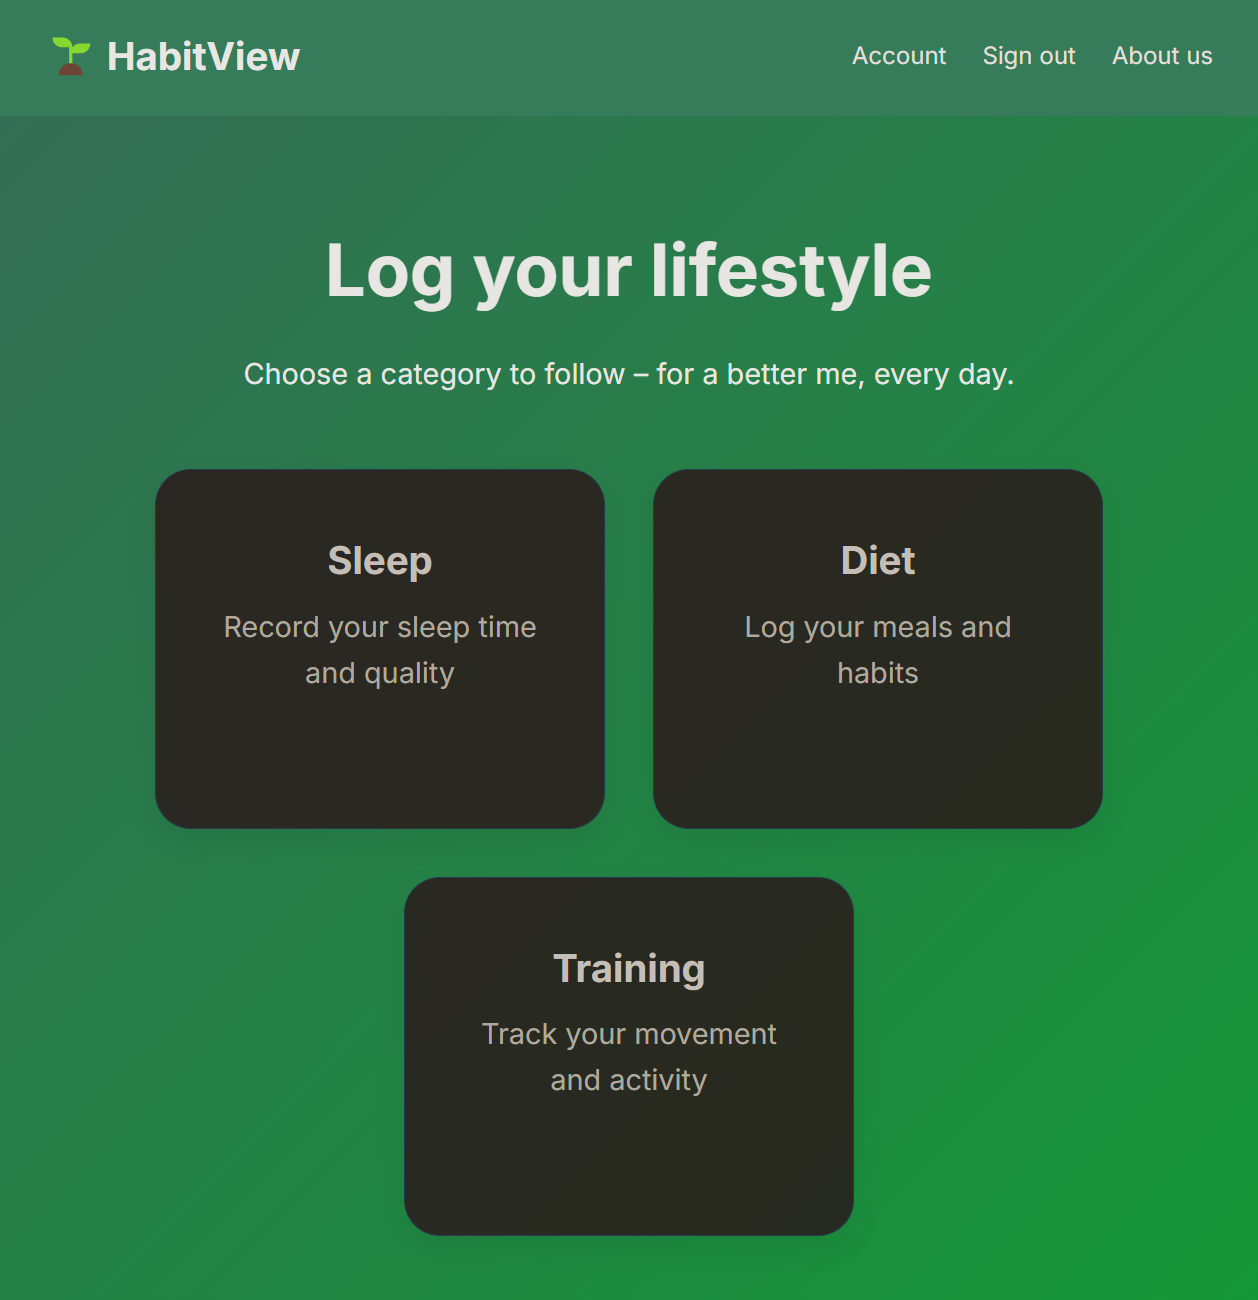 HabitView
Account Sign out About us
Log your lifestyle
Choose a category to follow – for a better me, every day.
Sleep
Record your sleep time
and quality
Diet
Log your meals and
habits
Training
Track your movement
and activity